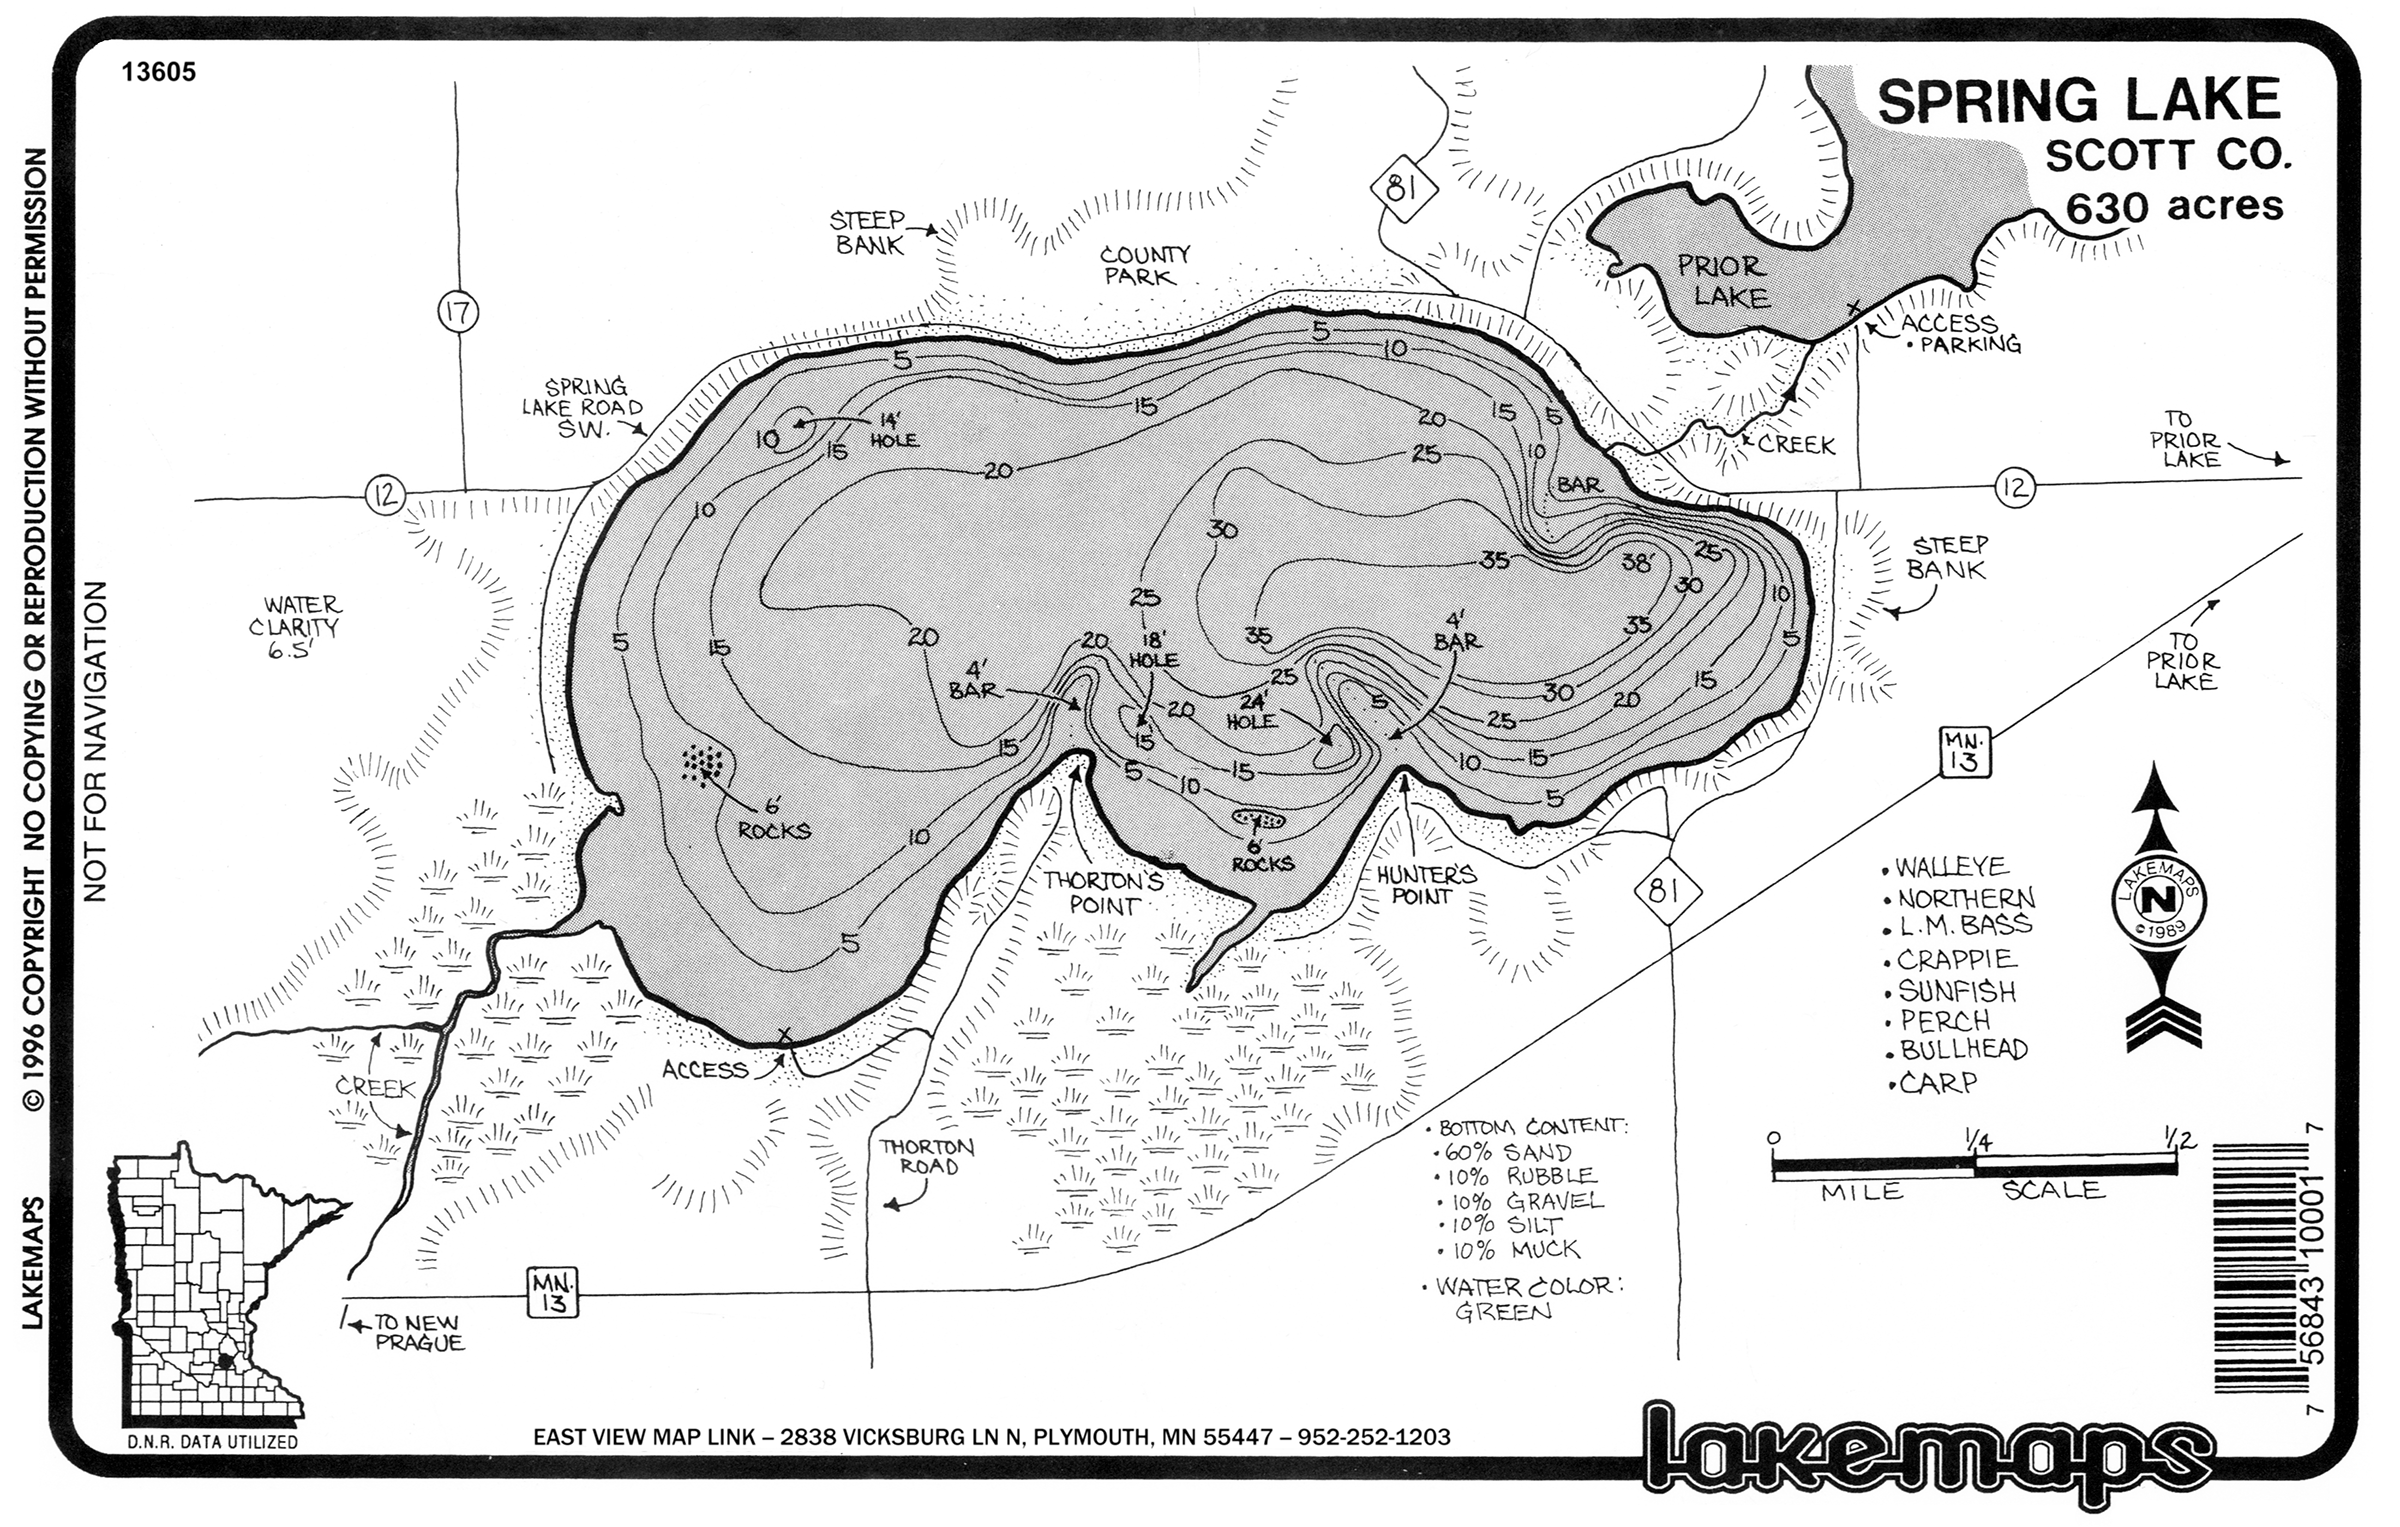 13605
SPRING LAKE
SCOTT CO.
630 acres
© 1996 COPYRIGHT NO COPYING OR REPRODUCTION WITHOUT PERMISSION
LAKEMAPS
NOT FOR NAVIGATION
17
81
STEEP
BANK
COUNTY
PARK
PRIOR
LAKE
ACCESS
• PARKING
SPRING
LAKE ROAD
SW.
CREEK
TO
PRIOR
LAKE
12
12
5
5
10
15
20
15
5
10
14'
HOLE
15
20
25
10
BAR
10
30
35
38'
25
30
10
STEEP
BANK
WATER
CLARITY
6.5'
25
5
15
20
20
18'
HOLE
35
4'
BAR
35
5
TO
PRIOR
LAKE
4'
BAR
25
24'
HOLE
5
30
20
15
20
25
15
15
15
10
15
5
10
5
MN.
13
6'
ROCKS
10
6'
ROCKS
THORTON'S
POINT
HUNTER'S
POINT
81
5
• WALLEYE
• NORTHERN
• L.M. BASS
• CRAPPIE
• SUNFISH
• PERCH
• BULLHEAD
• CARP
LAKEMAPS
N
© 1989
X
ACCESS
CREEK
X
THORTON
ROAD
• BOTTOM CONTENT:
• 60% SAND
• 10% RUBBLE
• 10% GRAVEL
• 10% SILT
• 10% MUCK
• WATER COLOR:
GREEN
0 1/4 1/2
MILE SCALE
MN.
13
TO NEW
PRAGUE
D.N.R. DATA UTILIZED
EAST VIEW MAP LINK – 2838 VICKSBURG LN N, PLYMOUTH, MN 55447 – 952-252-1203
7 56843 10001 7
lakemaps